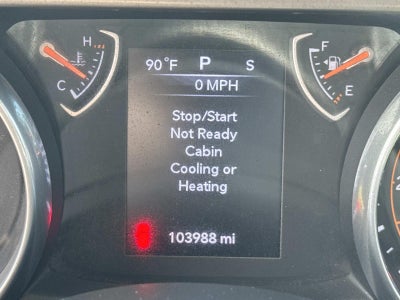 H
C
90°F P S
0 MPH
Stop/Start
Not Ready
Cabin
Cooling or
Heating
103988 mi
F
E